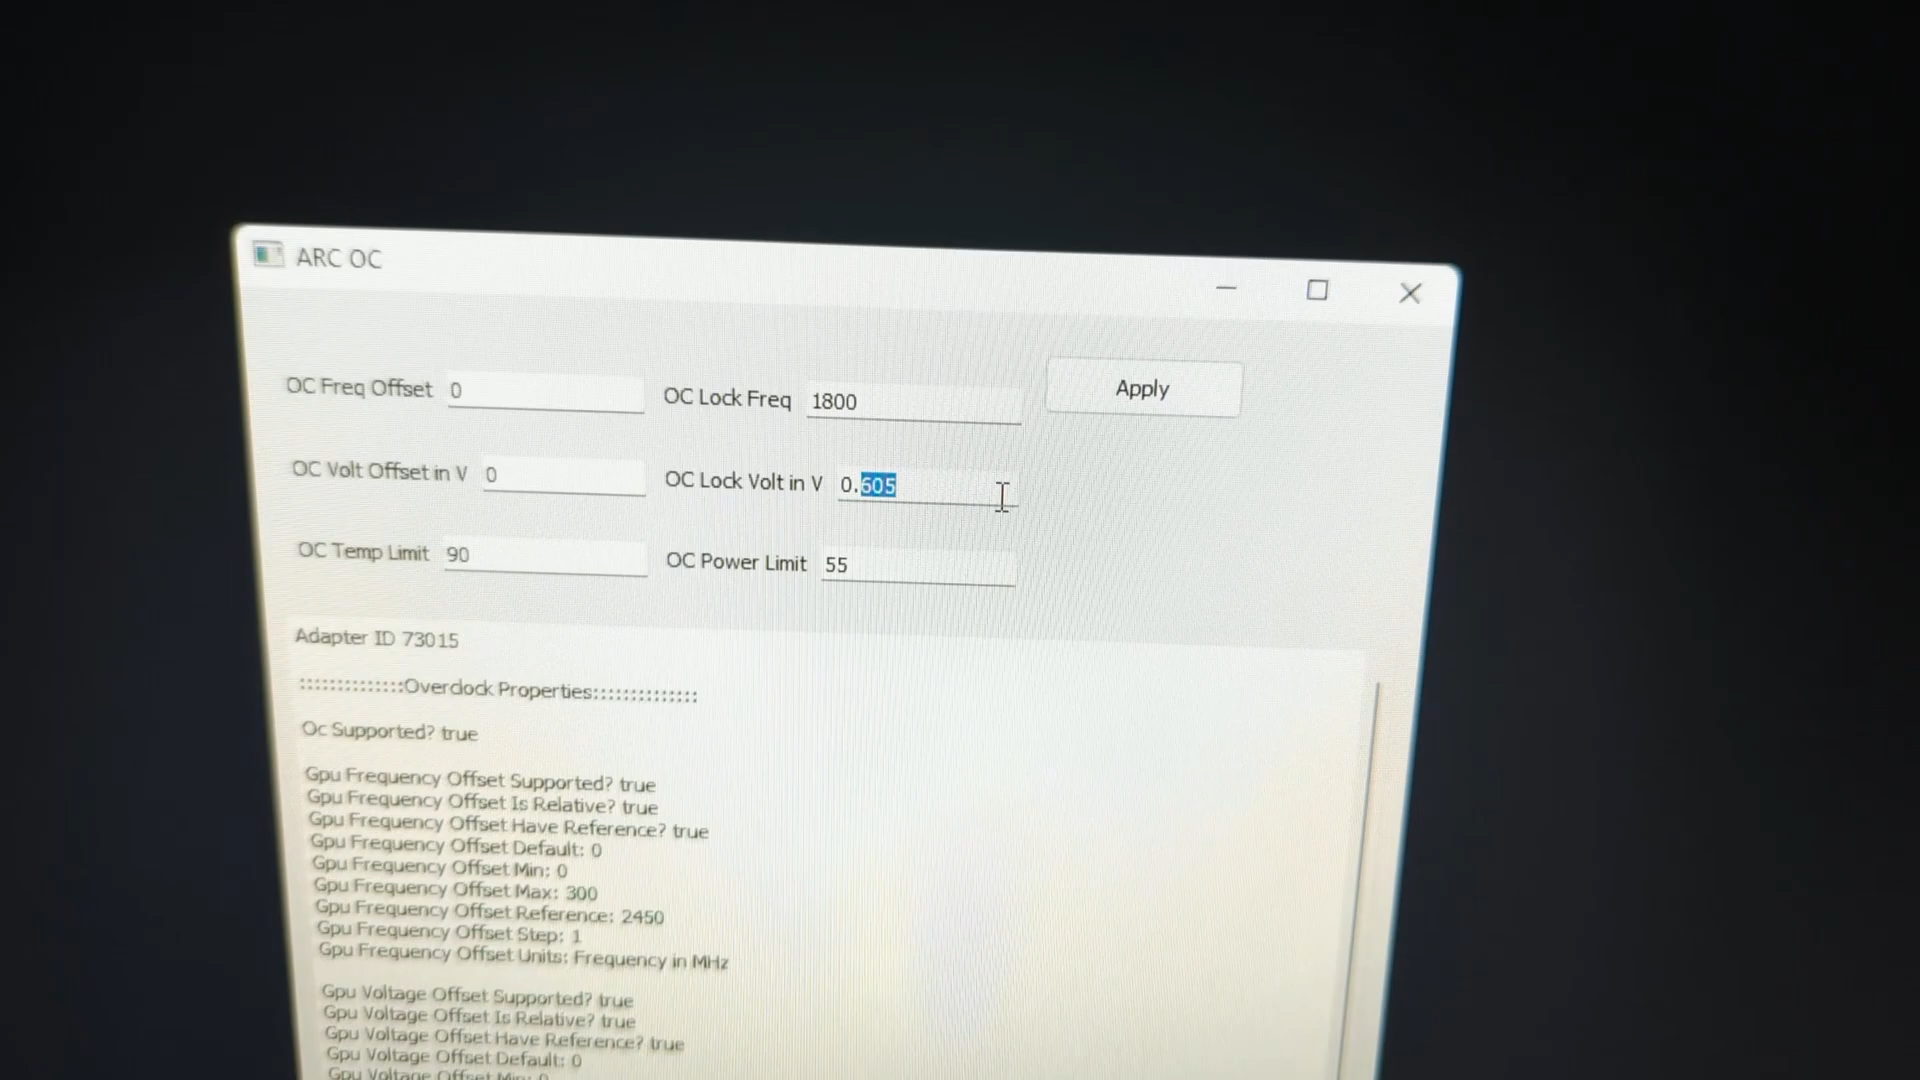 ARC OC
OC Freq Offset 0 OC Lock Freq 1800 Apply
OC Volt Offset in V 0 OC Lock Volt in V 0.605
OC Temp Limit 90 OC Power Limit 55
Adapter ID 73015
::::::::::::::Overclock Properties::::::::::::::
Oc Supported? true
Gpu Frequency Offset Supported? true
Gpu Frequency Offset Is Relative? true
Gpu Frequency Offset Have Reference? true
Gpu Frequency Offset Default: 0
Gpu Frequency Offset Min: 0
Gpu Frequency Offset Max: 300
Gpu Frequency Offset Reference: 2450
Gpu Frequency Offset Step: 1
Gpu Frequency Offset Units: Frequency in MHz
Gpu Voltage Offset Supported? true
Gpu Voltage Offset Is Relative? true
Gpu Voltage Offset Have Reference? true
Gpu Voltage Offset Default: 0
Gpu Voltage Offset Min: 0